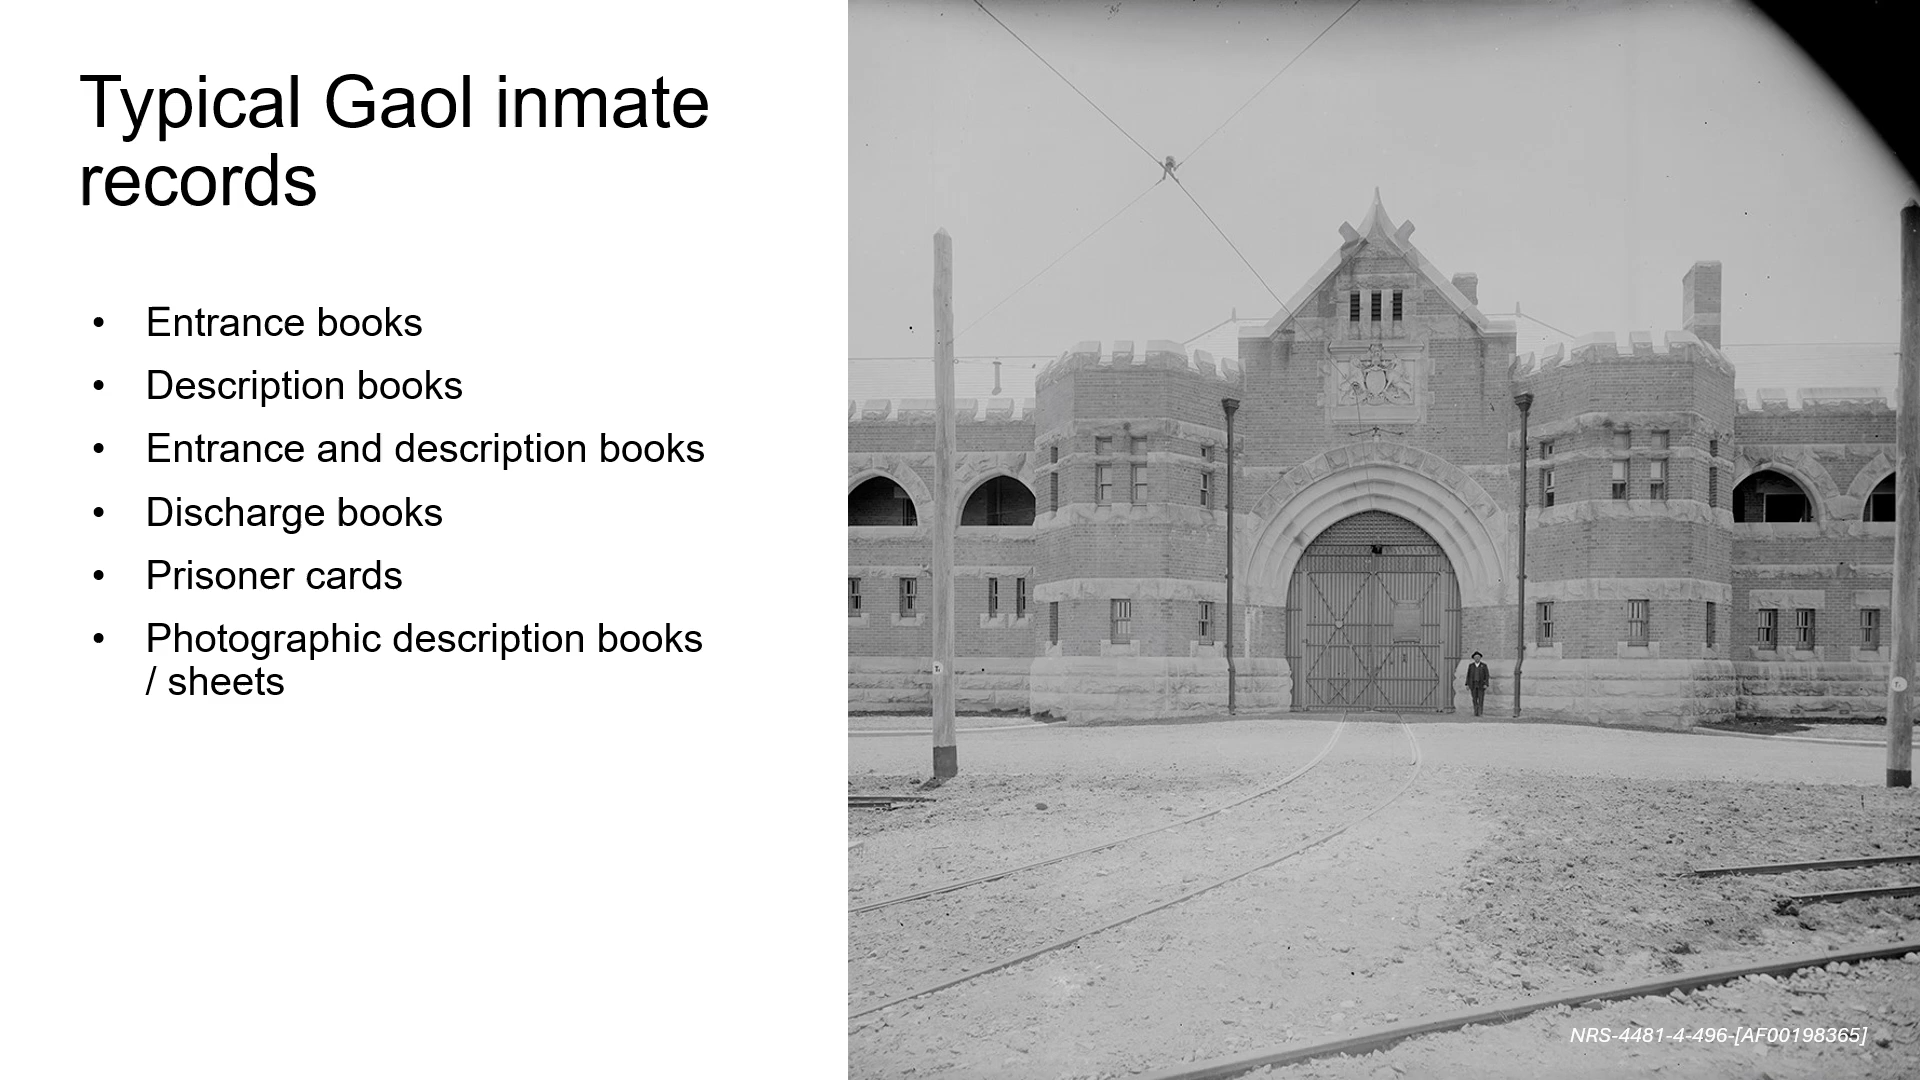 Typical Gaol inmate
records
• Entrance books
• Description books
• Entrance and description books
• Discharge books
• Prisoner cards
• Photographic description books
/ sheets
NRS-4481-4-496-[AF00198365]